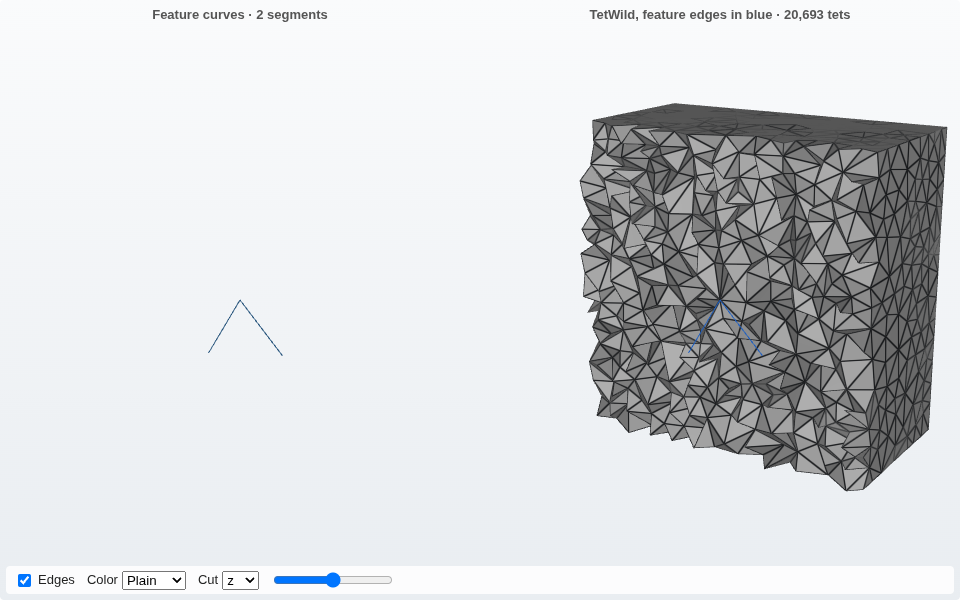 Feature curves · 2 segments
TetWild, feature edges in blue · 20,693 tets
Edges Color Plain Cut z